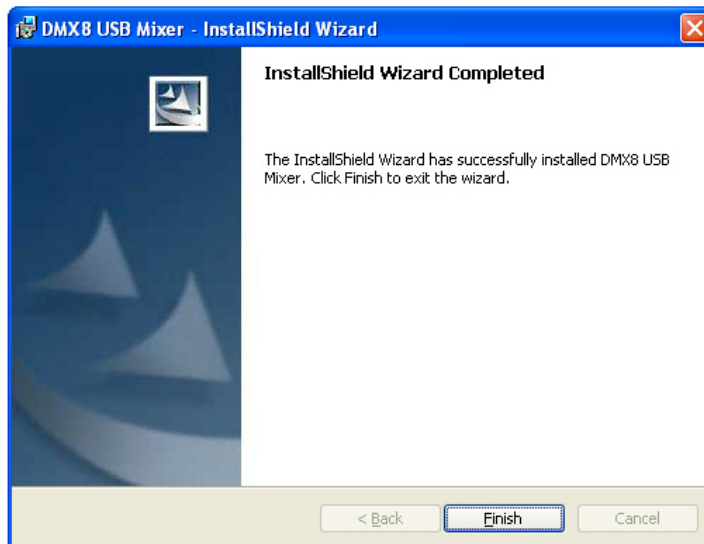 DMX8 USB Mixer - InstallShield Wizard
InstallShield Wizard Completed
The InstallShield Wizard has successfully installed DMX8 USB
Mixer. Click Finish to exit the wizard.
< Back
Finish
Cancel